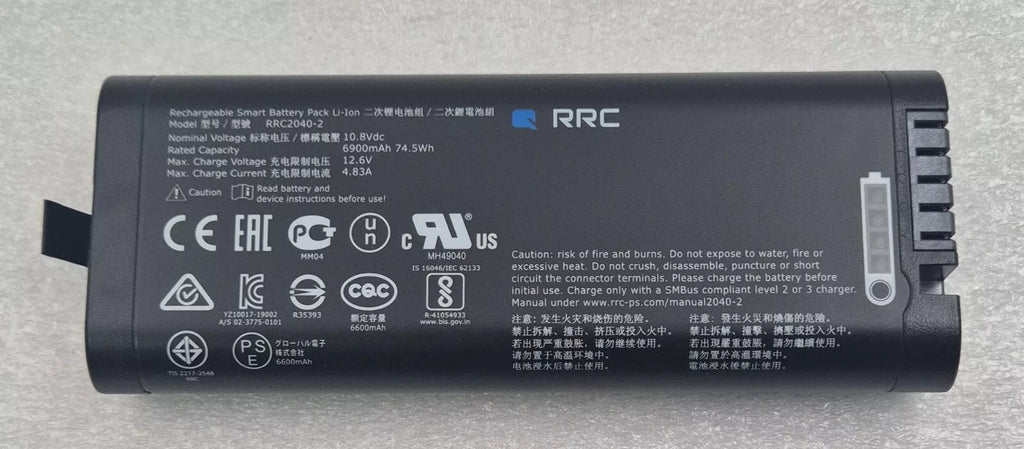 Rechargeable Smart Battery Pack Li-Ion 二次锂电池组 / 二次鋰電池組
Model 型号 / 型號 RRC2040-2
Nominal Voltage 标称电压 / 標稱電壓 10.8Vdc
Rated Capacity 6900mAh 74.5Wh
Max. Charge Voltage 充电限制电压 12.6V
Max. Charge Current 充电限制电流 4.83A
Caution Read battery and
device instructions before use!
RRC
CE EAC PG
MM04
un
c RU ® US
MH49040
IS 16046/IEC 62133
YZ10017-19002
A/S 02-3775-0101
R35393
CQC
额定容量
6600mAh
S
R-41054933
www.bis.gov.in
TIS 2217-2548
RRC
PS
E
グローバル電子
株式会社
6600mAh
Caution: risk of fire and burns. Do not expose to water, fire or
excessive heat. Do not crush, disassemble, puncture or short
circuit the connector terminals. Please charge the battery before
initial use. Charge only with a SMBus compliant level 2 or 3 charger.
Manual under www.rrc-ps.com/manual2040-2
注意: 发生火灾和烧伤的危险。
禁止拆解、撞击、挤压或投入火中。
若出现严重鼓胀，请勿继续使用。
请勿置于高温环境中。
电池浸水后禁止使用。
注意: 發生火災和燒傷的危險。
禁止拆解、撞擊、擠壓或投入火中。
若出現嚴重鼓脹，請勿繼續使用。
請勿置於高溫環境中。
電池浸水後禁止使用。